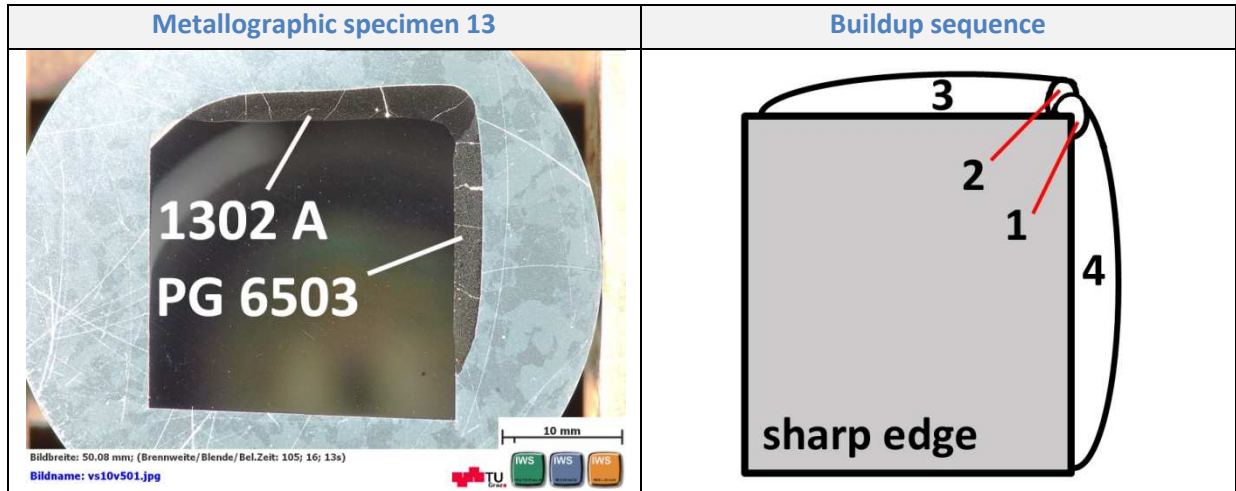 Metallographic specimen 13
Buildup sequence
1302 A
PG 6503
10 mm
Bildbreite: 50.08 mm; (Brennweite/Blende/Bel.Zeit: 105; 16; 13s)
Bildname: vs10v501.jpg
TU
Graz
IWS
IWS
IWS
3
2
1
4
sharp edge